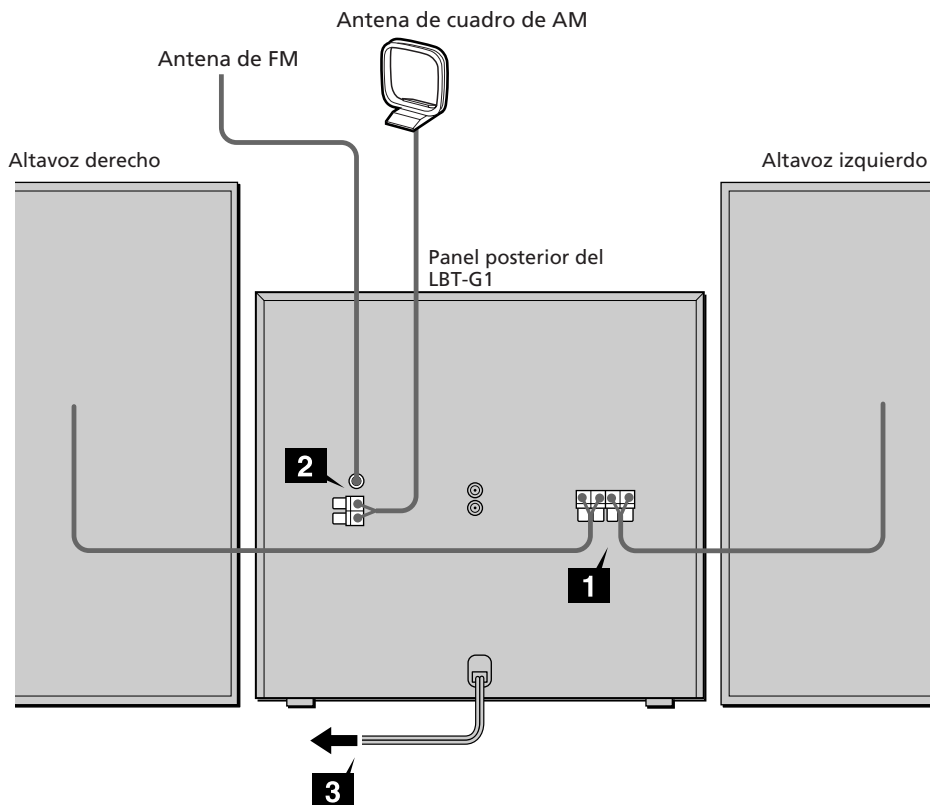 Antena de cuadro de AM
Antena de FM
Altavoz derecho
Altavoz izquierdo
Panel posterior del
LBT-G1
2
1
3